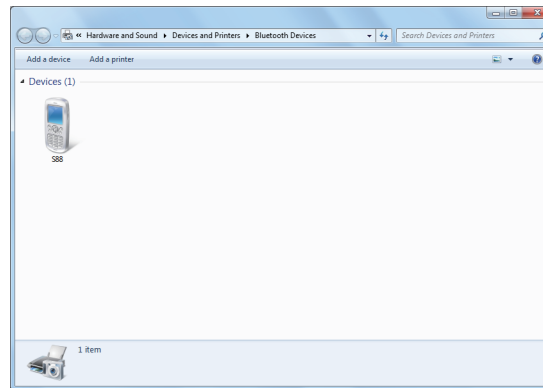 « Hardware and Sound ▸ Devices and Printers ▸ Bluetooth Devices
Search Devices and Printers
Add a device Add a printer
Devices (1)
S88
1 item